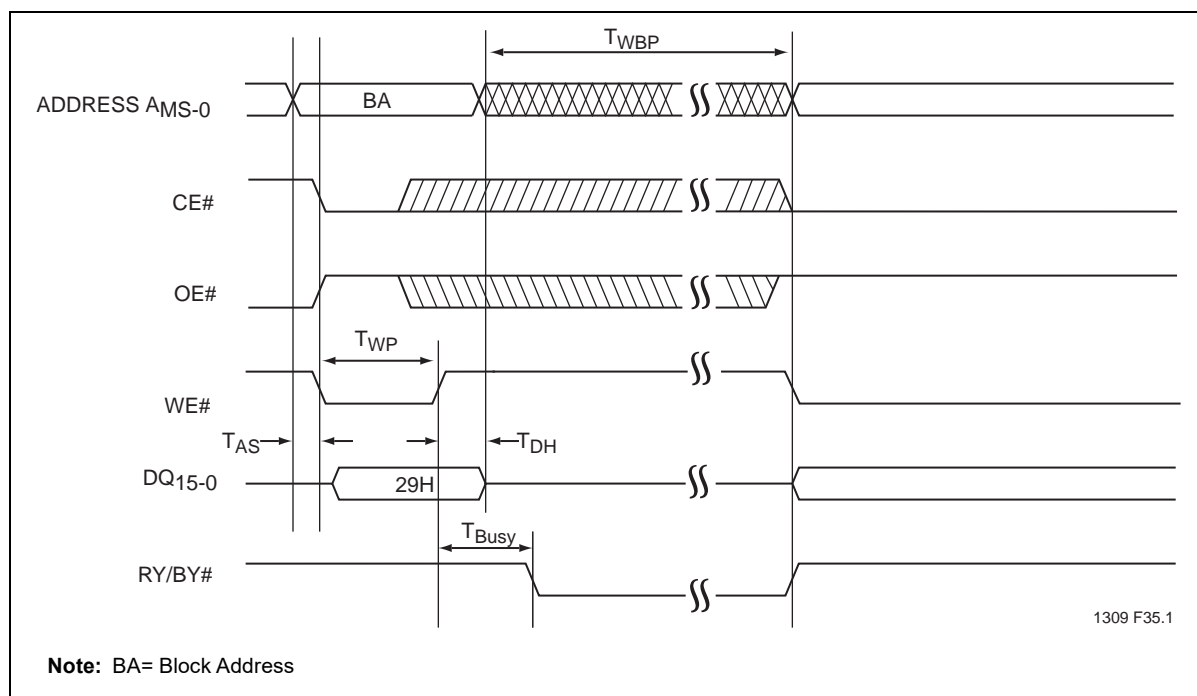 TWBP
ADDRESS AMS-0
BA
CE#
OE#
TWP
WE#
TAS
TDH
DQ15-0
29H
TBusy
RY/BY#
1309 F35.1
Note: BA= Block Address